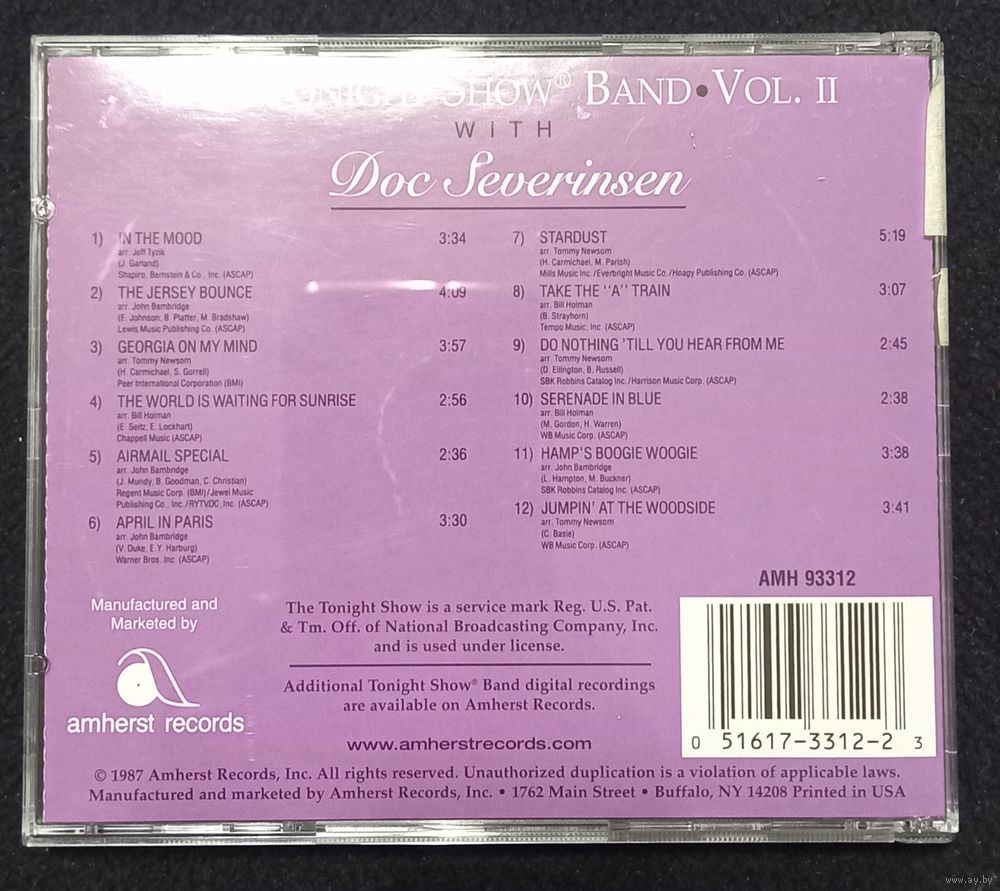 SHOW® BAND • VOL. II
WITH
Doc Severinsen
1) IN THE MOOD 3:34
arr. Jeff Tyzik
(J. Garland)
Shapiro, Bernstein & Co., Inc. (ASCAP)
2) THE JERSEY BOUNCE 4:09
arr. John Bambridge
(E. Johnson, B. Platter, M. Bradshaw)
Lewis Music Publishing Co. (ASCAP)
3) GEORGIA ON MY MIND 3:57
arr. Tommy Newsom
(H. Carmichael, S. Gorrell)
Peer International Corporation (BMI)
4) THE WORLD IS WAITING FOR SUNRISE 2:56
arr. Bill Holman
(E. Seitz, E. Lockhart)
Chappell Music (ASCAP)
5) AIRMAIL SPECIAL 2:36
arr. John Bambridge
(J. Mundy, B. Goodman, C. Christian)
Regent Music Corp. (BMI)/Jewel Music
Publishing Co., Inc./RYTVOC, Inc. (ASCAP)
6) APRIL IN PARIS 3:30
arr. John Bambridge
(V. Duke, E.Y. Harburg)
Warner Bros. Inc. (ASCAP)
7) STARDUST 5:19
arr. Tommy Newsom
(H. Carmichael, M. Parish)
Mills Music Inc./Everbright Music Co./Hoagy Publishing Co. (ASCAP)
8) TAKE THE "A" TRAIN 3:07
arr. Bill Holman
(B. Strayhorn)
Tempo Music, Inc. (ASCAP)
9) DO NOTHING 'TILL YOU HEAR FROM ME 2:45
arr. Tommy Newsom
(D. Ellington, B. Russell)
SBK Robbins Catalog Inc./Harrison Music Corp. (ASCAP)
10) SERENADE IN BLUE 2:38
arr. Bill Holman
(M. Gordon, H. Warren)
WB Music Corp. (ASCAP)
11) HAMP'S BOOGIE WOOGIE 3:38
arr. John Bambridge
(L. Hampton, M. Buckner)
SBK Robbins Catalog Inc. (ASCAP)
12) JUMPIN' AT THE WOODSIDE 3:41
arr. Tommy Newsom
(C. Basie)
WB Music Corp. (ASCAP)
AMH 93312
Manufactured and
Marketed by
amherst records
The Tonight Show is a service mark Reg. U.S. Pat.
& Tm. Off. of National Broadcasting Company, Inc.
and is used under license.
Additional Tonight Show® Band digital recordings
are available on Amherst Records.
www.amherstrecords.com
0 51617-3312-2 3
© 1987 Amherst Records, Inc. All rights reserved. Unauthorized duplication is a violation of applicable laws.
Manufactured and marketed by Amherst Records, Inc. • 1762 Main Street • Buffalo, NY 14208 Printed in USA
www.ay.by